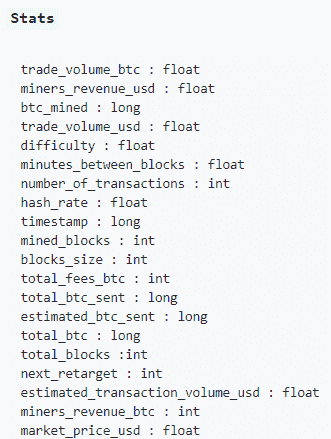 Stats
trade_volume_btc : float
miners_revenue_usd : float
btc_mined : long
trade_volume_usd : float
difficulty : float
minutes_between_blocks : float
number_of_transactions : int
hash_rate : float
timestamp : long
mined_blocks : int
blocks_size : int
total_fees_btc : int
total_btc_sent : long
estimated_btc_sent : long
total_btc : long
total_blocks :int
next_retarget : int
estimated_transaction_volume_usd : float
miners_revenue_btc : int
market_price_usd : float